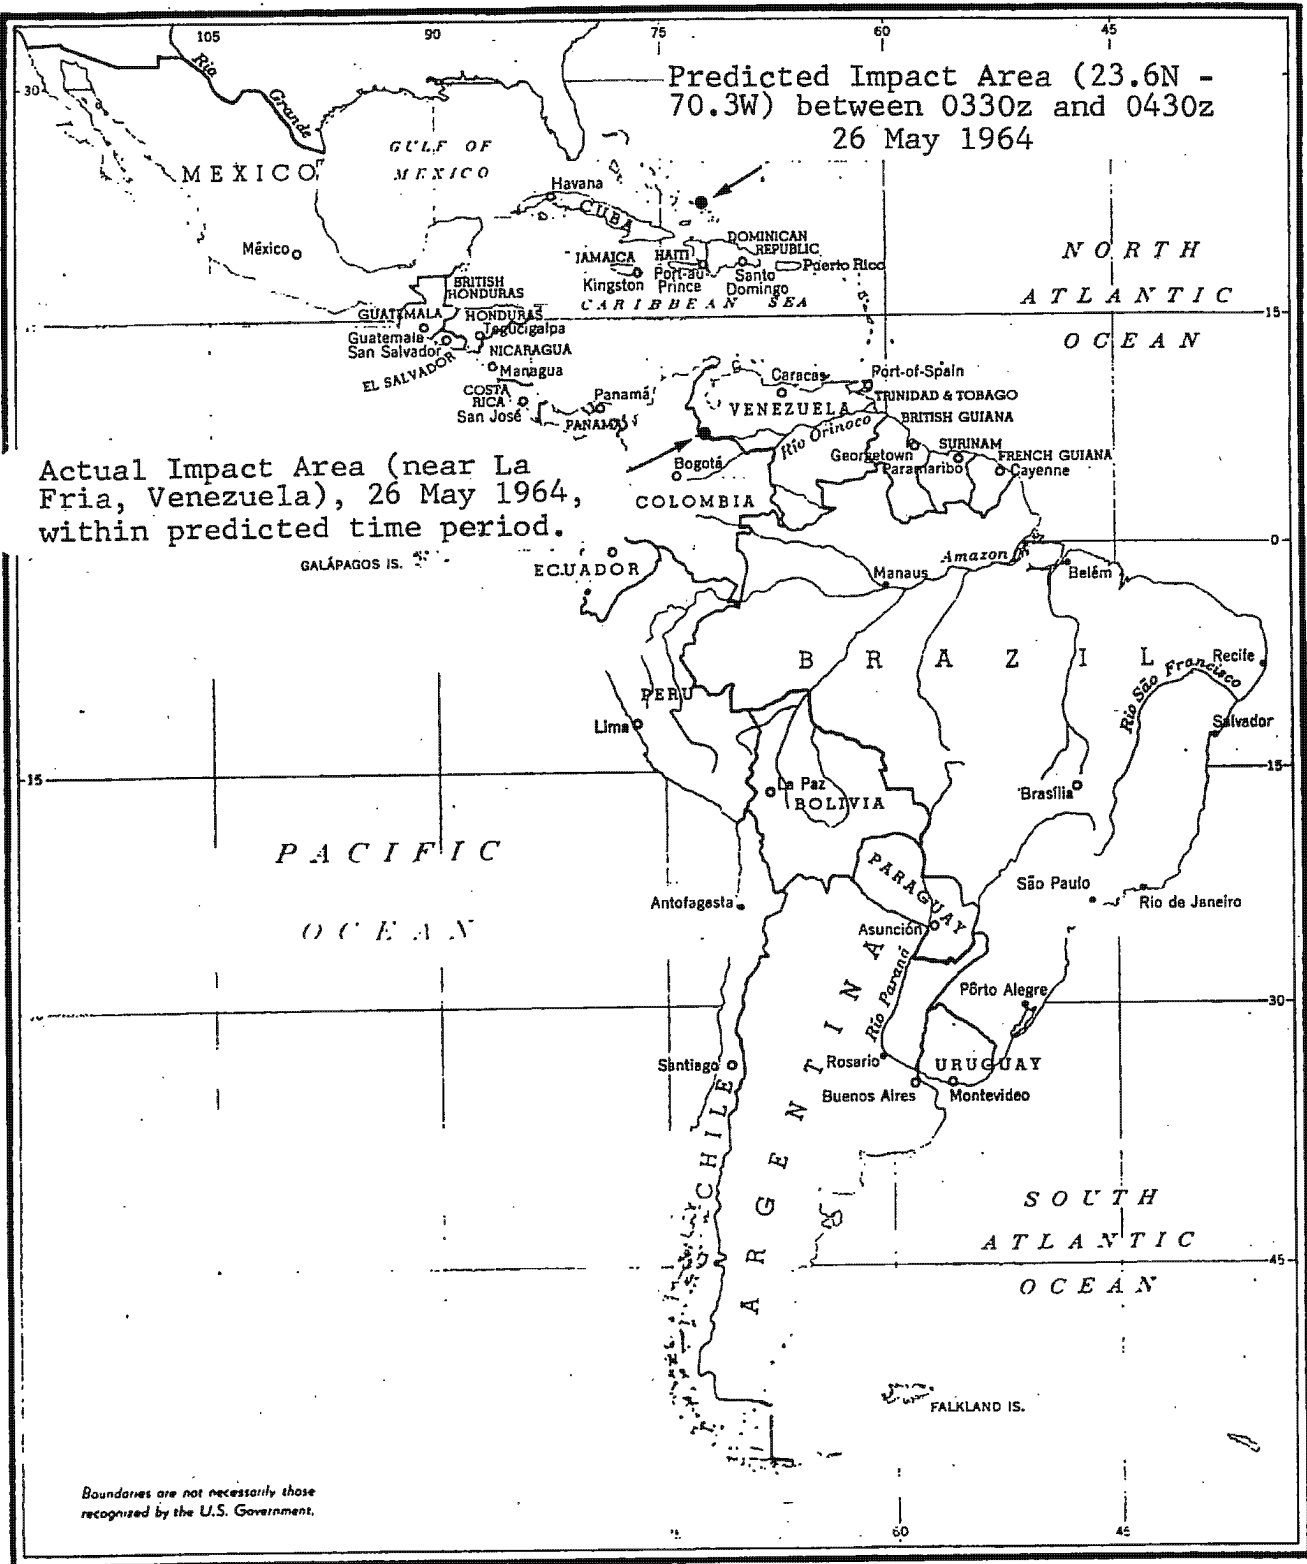 105 90 75 60 45
Predicted Impact Area (23.6N -
70.3W) between 0330z and 0430z
26 May 1964
30
Rio
Grande
GULF OF
MEXICO
MEXICO
Havana
CUBA
México
NORTH
ATLANTIC
OCEAN
DOMINICAN
REPUBLIC
JAMAICA
HAITI
Puerto Rico
Kingston
Port-au
Prince
Santo
Domingo
CARIBBEAN SEA
BRITISH
HONDURAS
GUATEMALA
HONDURAS
Guatemala
Tegucigalpa
San Salvador
NICARAGUA
EL SALVADOR
Managua
COSTA
RICA
San José
Panamá
PANAMA
15
15
Caracas
Port-of-Spain
TRINIDAD & TOBAGO
VENEZUELA
Río Orinoco
BRITISH GUIANA
Georgetown
SURINAM
Paramaribo
FRENCH GUIANA
Cayenne
Bogotá
COLOMBIA
Actual Impact Area (near La
Fria, Venezuela), 26 May 1964,
within predicted time period.
GALÁPAGOS IS.
ECUADOR
0
Amazon
Manaus
Belém
BRAZIL
Recife
Rio São Francisco
PERU
Lima
Salvador
15
15
La Paz
BOLIVIA
Brasília
PACIFIC
OCEAN
PARAGUAY
São Paulo
Rio de Janeiro
Antofagasta
Asunción
Río Paraná
Pôrto Alegre
30
Santiago
Rosario
URUGUAY
Buenos Aires
Montevideo
CHILE
ARGENTINA
SOUTH
ATLANTIC
OCEAN
45
FALKLAND IS.
Boundaries are not necessarily those
recognized by the U.S. Government.
60 45